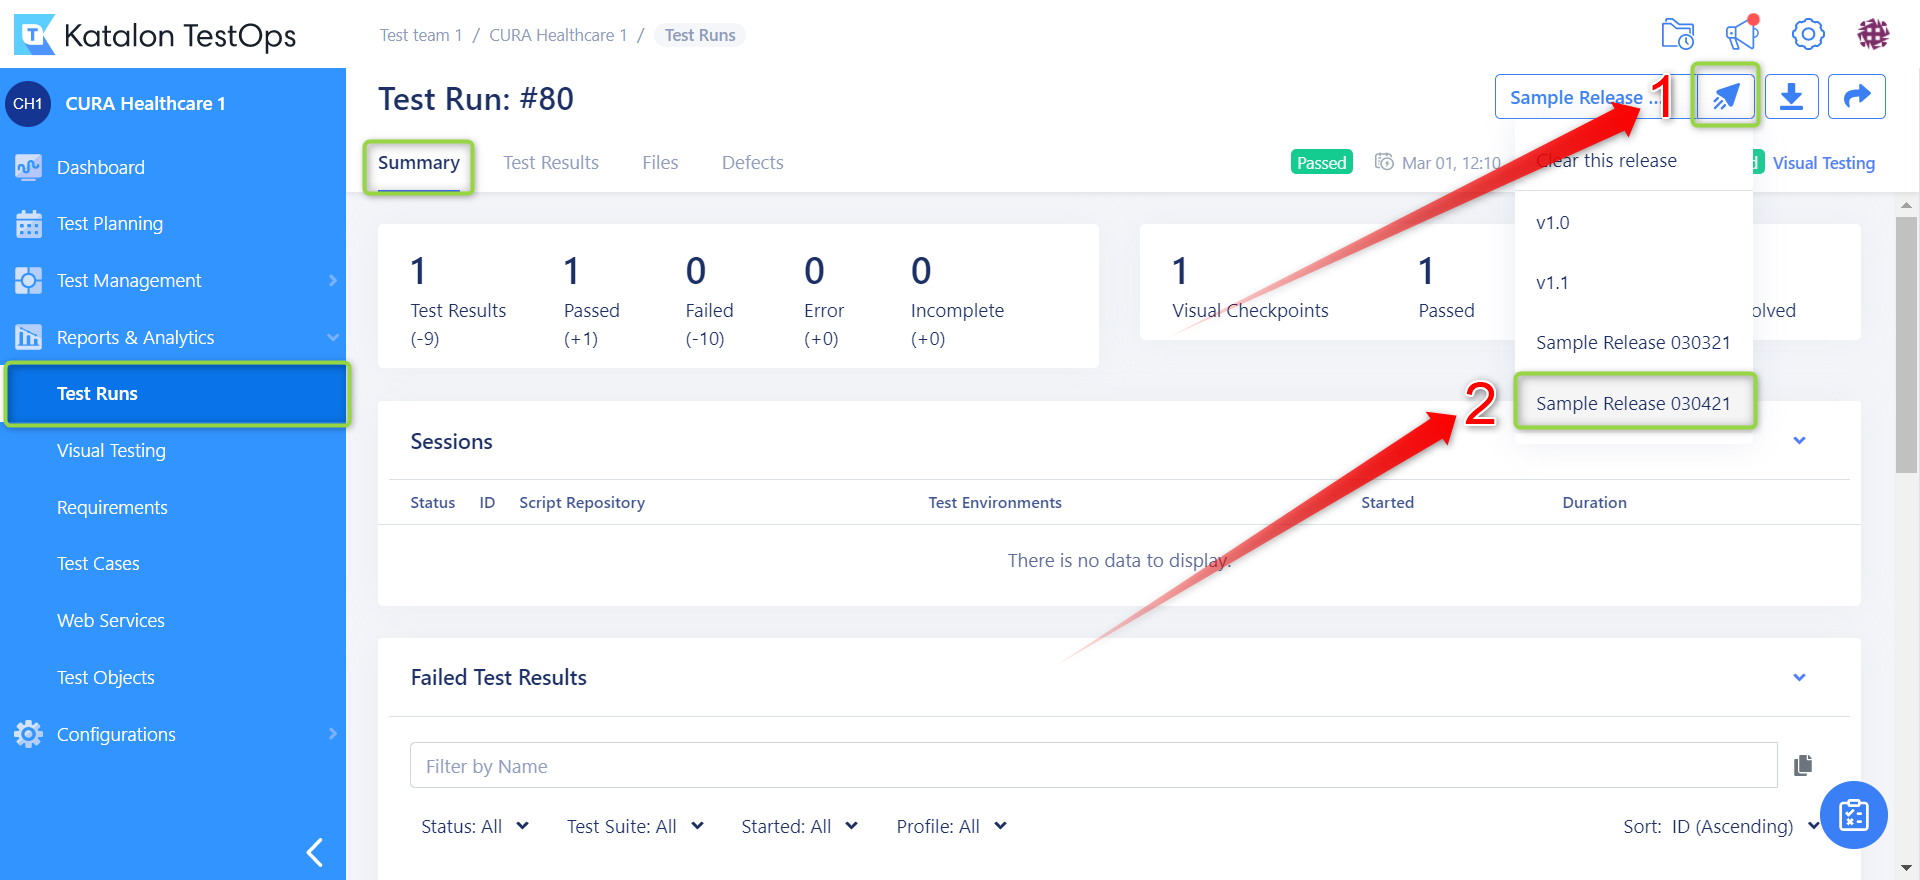 Katalon TestOps
Test team 1 / CURA Healthcare 1 / Test Runs
CH1 CURA Healthcare 1
Dashboard
Test Planning
Test Management
Reports & Analytics
Test Runs
Visual Testing
Requirements
Test Cases
Web Services
Test Objects
Configurations
Test Run: #80
Sample Release ...
1
Summary Test Results Files Defects
Passed Mar 01, 12:10
d Visual Testing
Clear this release
v1.0
v1.1
Sample Release 030321
Sample Release 030421
2
1 1 0 0 0
Test Results Passed Failed Error Incomplete
(-9) (+1) (-10) (+0) (+0)
1 1
Visual Checkpoints Passed olved
Sessions
Status ID Script Repository Test Environments Started Duration
There is no data to display.
Failed Test Results
Filter by Name
Status: All Test Suite: All Started: All Profile: All Sort: ID (Ascending)